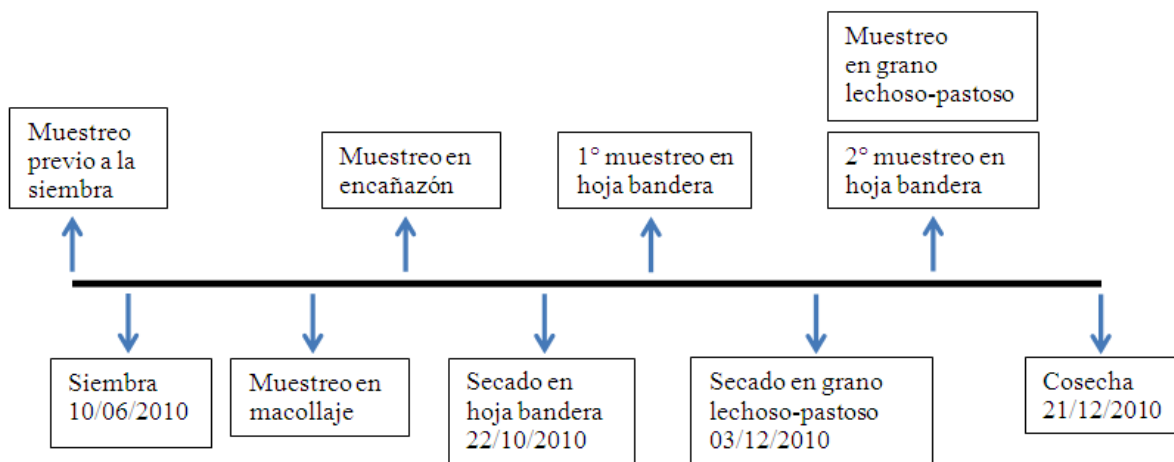 Muestreo
en grano
lechoso-pastoso
Muestreo
previo a la
siembra
Muestreo en
encañazón
1° muestreo en
hoja bandera
2° muestreo en
hoja bandera
Siembra
10/06/2010
Muestreo en
macollaje
Secado en
hoja bandera
22/10/2010
Secado en grano
lechoso-pastoso
03/12/2010
Cosecha
21/12/2010